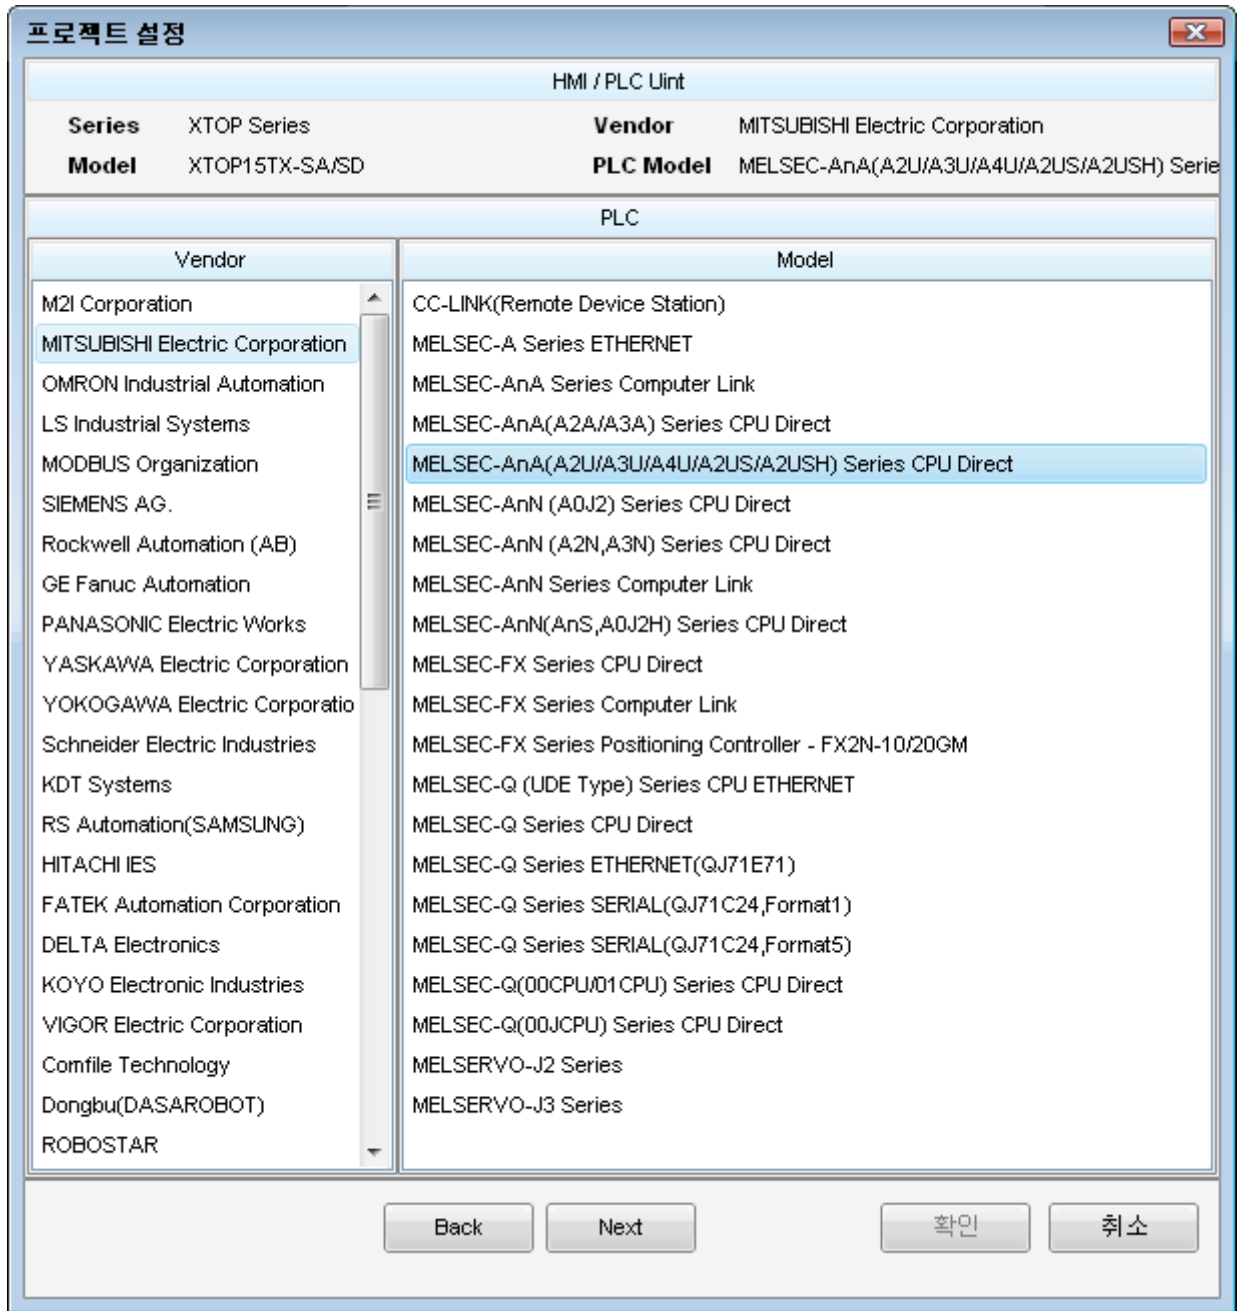 프로젝트 설정
HMI / PLC Uint
Series XTOP Series Vendor MITSUBISHI Electric Corporation
Model XTOP15TX-SA/SD PLC Model MELSEC-AnA(A2U/A3U/A4U/A2US/A2USH) Serie
PLC
Vendor
Model
M2I Corporation
MITSUBISHI Electric Corporation
OMRON Industrial Automation
LS Industrial Systems
MODBUS Organization
SIEMENS AG.
Rockwell Automation (AB)
GE Fanuc Automation
PANASONIC Electric Works
YASKAWA Electric Corporation
YOKOGAWA Electric Corporatio
Schneider Electric Industries
KDT Systems
RS Automation(SAMSUNG)
HITACHI IES
FATEK Automation Corporation
DELTA Electronics
KOYO Electronic Industries
VIGOR Electric Corporation
Comfile Technology
Dongbu(DASAROBOT)
ROBOSTAR
CC-LINK(Remote Device Station)
MELSEC-A Series ETHERNET
MELSEC-AnA Series Computer Link
MELSEC-AnA(A2A/A3A) Series CPU Direct
MELSEC-AnA(A2U/A3U/A4U/A2US/A2USH) Series CPU Direct
MELSEC-AnN (A0J2) Series CPU Direct
MELSEC-AnN (A2N,A3N) Series CPU Direct
MELSEC-AnN Series Computer Link
MELSEC-AnN(AnS,A0J2H) Series CPU Direct
MELSEC-FX Series CPU Direct
MELSEC-FX Series Computer Link
MELSEC-FX Series Positioning Controller - FX2N-10/20GM
MELSEC-Q (UDE Type) Series CPU ETHERNET
MELSEC-Q Series CPU Direct
MELSEC-Q Series ETHERNET(QJ71E71)
MELSEC-Q Series SERIAL(QJ71C24,Format1)
MELSEC-Q Series SERIAL(QJ71C24,Format5)
MELSEC-Q(00CPU/01CPU) Series CPU Direct
MELSEC-Q(00JCPU) Series CPU Direct
MELSERVO-J2 Series
MELSERVO-J3 Series
Back Next 확인 취소